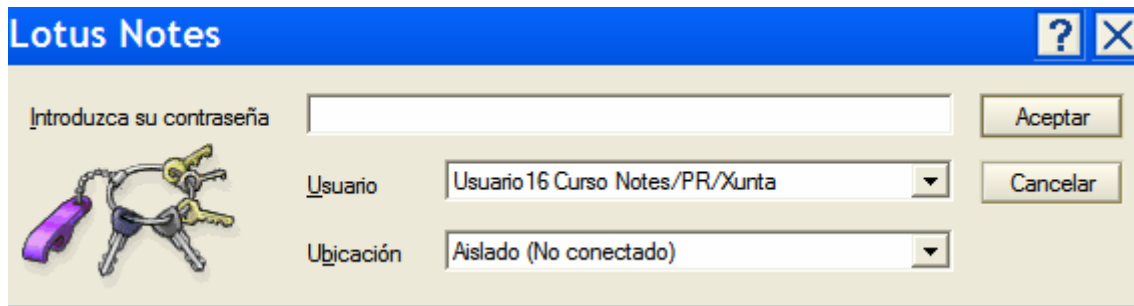 Lotus Notes
Introduzca su contraseña
Aceptar
Usuario
Usuario16 Curso Notes/PR/Xunta
Cancelar
Ubicación
Aislado (No conectado)